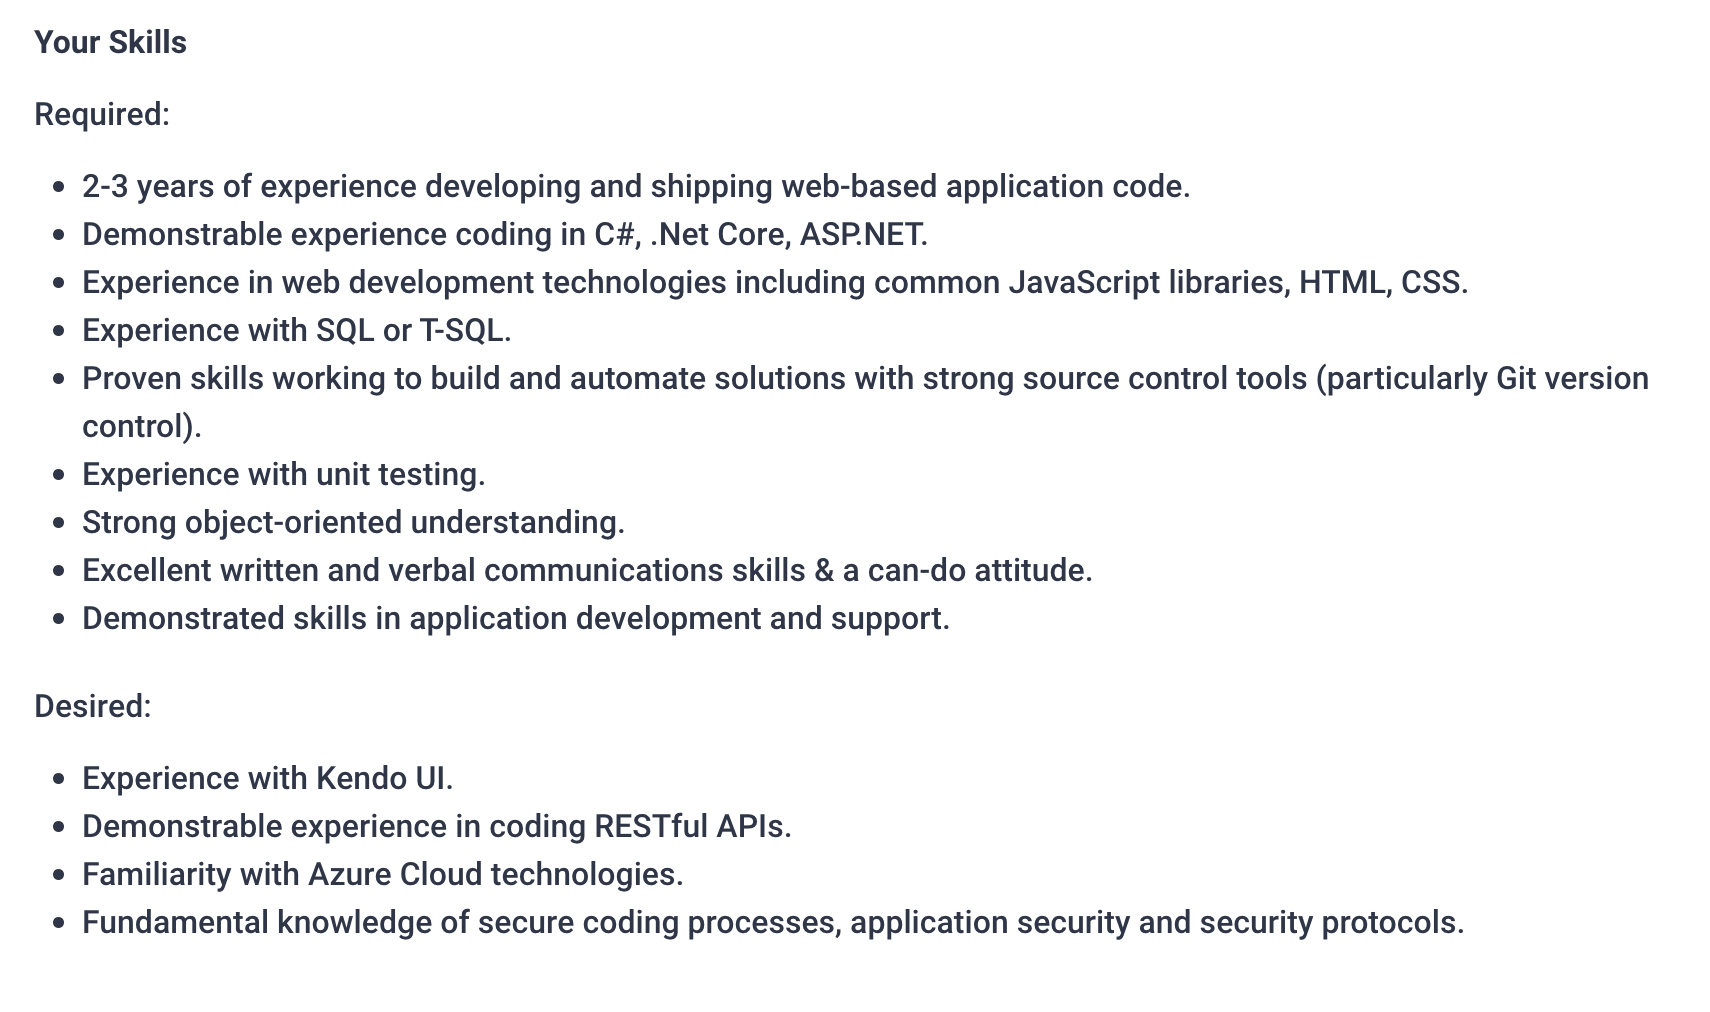 Your Skills
Required:
• 2-3 years of experience developing and shipping web-based application code.
• Demonstrable experience coding in C#, .Net Core, ASP.NET.
• Experience in web development technologies including common JavaScript libraries, HTML, CSS.
• Experience with SQL or T-SQL.
• Proven skills working to build and automate solutions with strong source control tools (particularly Git version
control).
• Experience with unit testing.
• Strong object-oriented understanding.
• Excellent written and verbal communications skills & a can-do attitude.
• Demonstrated skills in application development and support.
Desired:
• Experience with Kendo UI.
• Demonstrable experience in coding RESTful APIs.
• Familiarity with Azure Cloud technologies.
• Fundamental knowledge of secure coding processes, application security and security protocols.